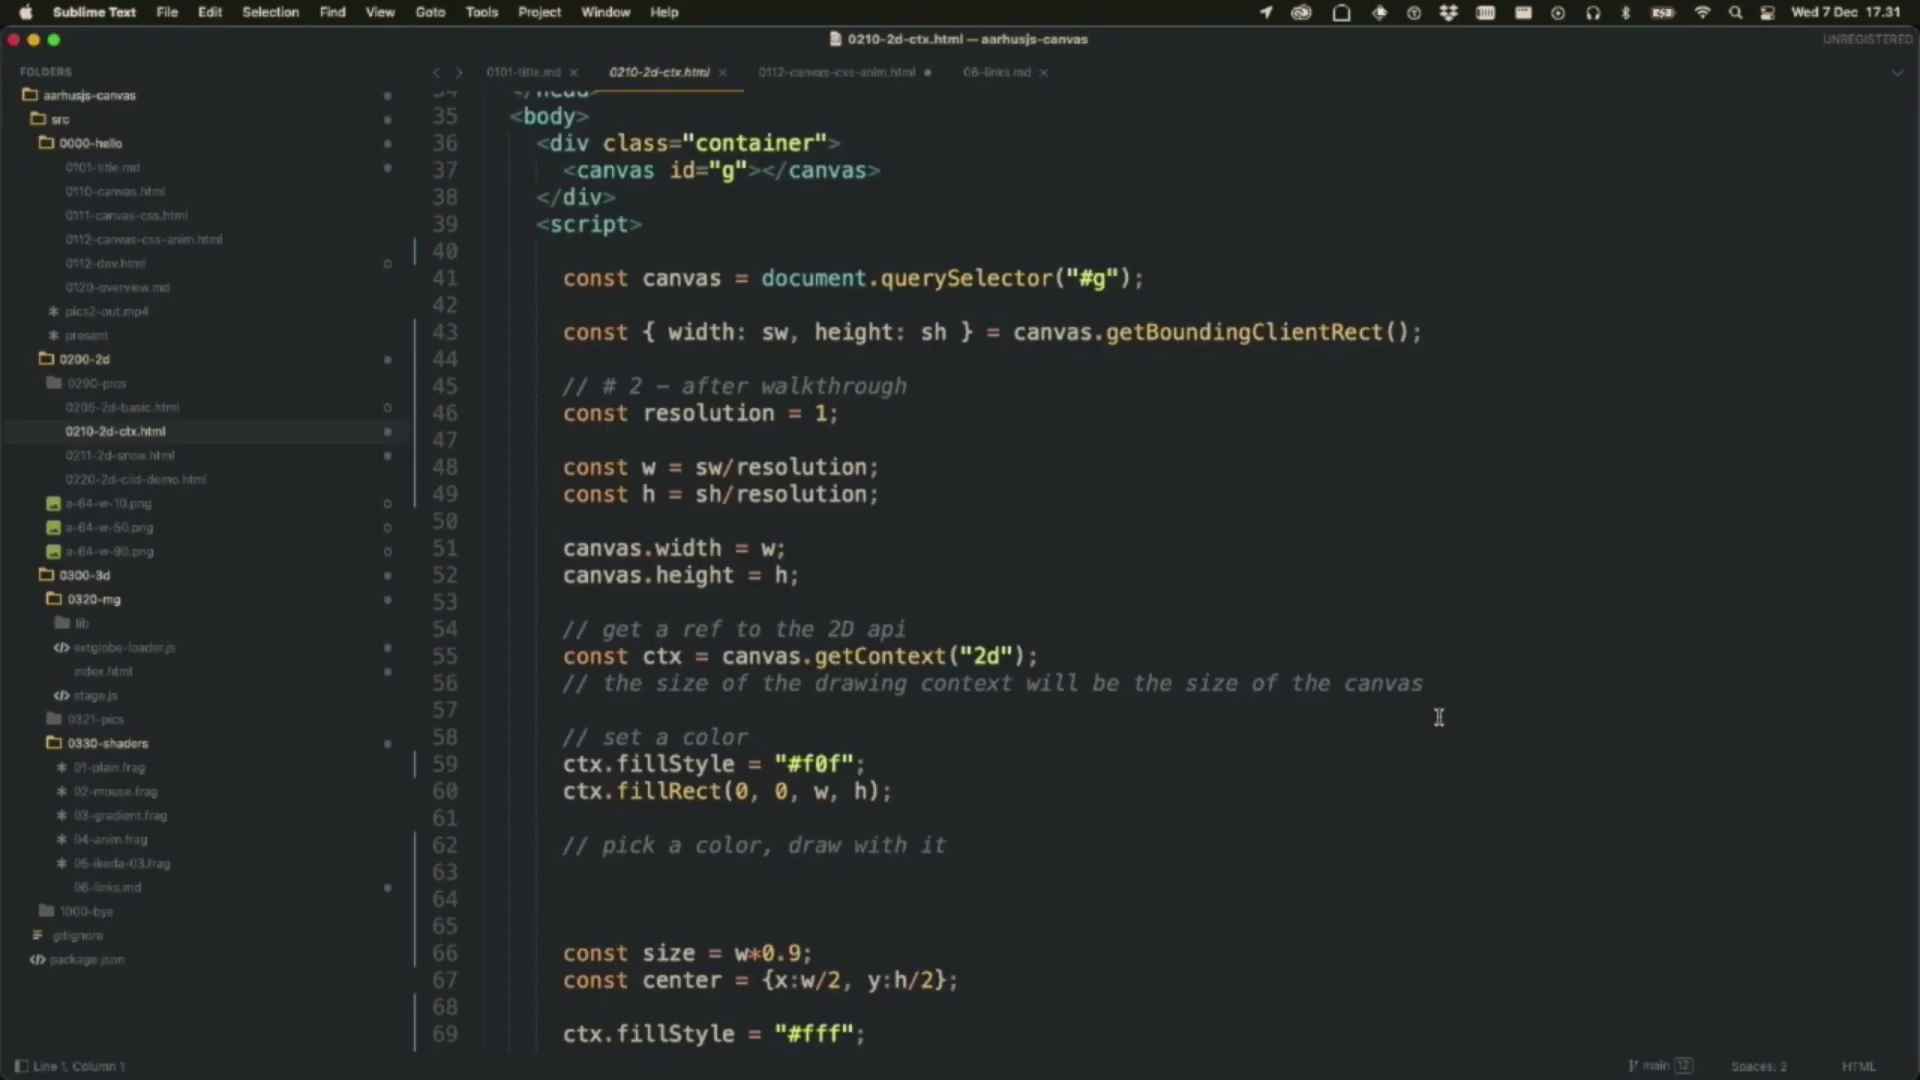 Sublime Text File Edit Selection Find View Goto Tools Project Window Help Wed 7 Dec 17.31
0210-2d-ctx.html — aarhusjs-canvas UNREGISTERED
FOLDERS
aarhusjs-canvas
src
0000-hello
0101-title.md
0110-canvas.html
0111-canvas-css.html
0112-canvas-css-anim.html
0112-dev.html
0120-overview.md
pics2-out.mp4
present
0200-2d
0290-pics
0205-2d-basic.html
0210-2d-ctx.html
0211-2d-snow.html
0220-2d-ciid-demo.html
a-64-w-10.png
a-64-w-50.png
a-64-w-90.png
0300-3d
0320-mg
lib
extglobe-loader.js
index.html
stage.js
0321-pics
0330-shaders
01-plain.frag
02-mouse.frag
03-gradient.frag
04-anim.frag
05-ikeda-03.frag
06-links.md
1000-bye
.gitignore
package.json
0101-title.md 0210-2d-ctx.html 0112-canvas-css-anim.html 06-links.md
34 </head>
35 <body>
36 <div class="container">
37 <canvas id="g"></canvas>
38 </div>
39 <script>
40
41 const canvas = document.querySelector("#g");
42
43 const { width: sw, height: sh } = canvas.getBoundingClientRect();
44
45 // # 2 – after walkthrough
46 const resolution = 1;
47
48 const w = sw/resolution;
49 const h = sh/resolution;
50
51 canvas.width = w;
52 canvas.height = h;
53
54 // get a ref to the 2D api
55 const ctx = canvas.getContext("2d");
56 // the size of the drawing context will be the size of the canvas
57
58 // set a color
59 ctx.fillStyle = "#f0f";
60 ctx.fillRect(0, 0, w, h);
61
62 // pick a color, draw with it
63
64
65
66 const size = w*0.9;
67 const center = {x:w/2, y:h/2};
68
69 ctx.fillStyle = "#fff";
Line 1, Column 1 main 12 Spaces: 2 HTML